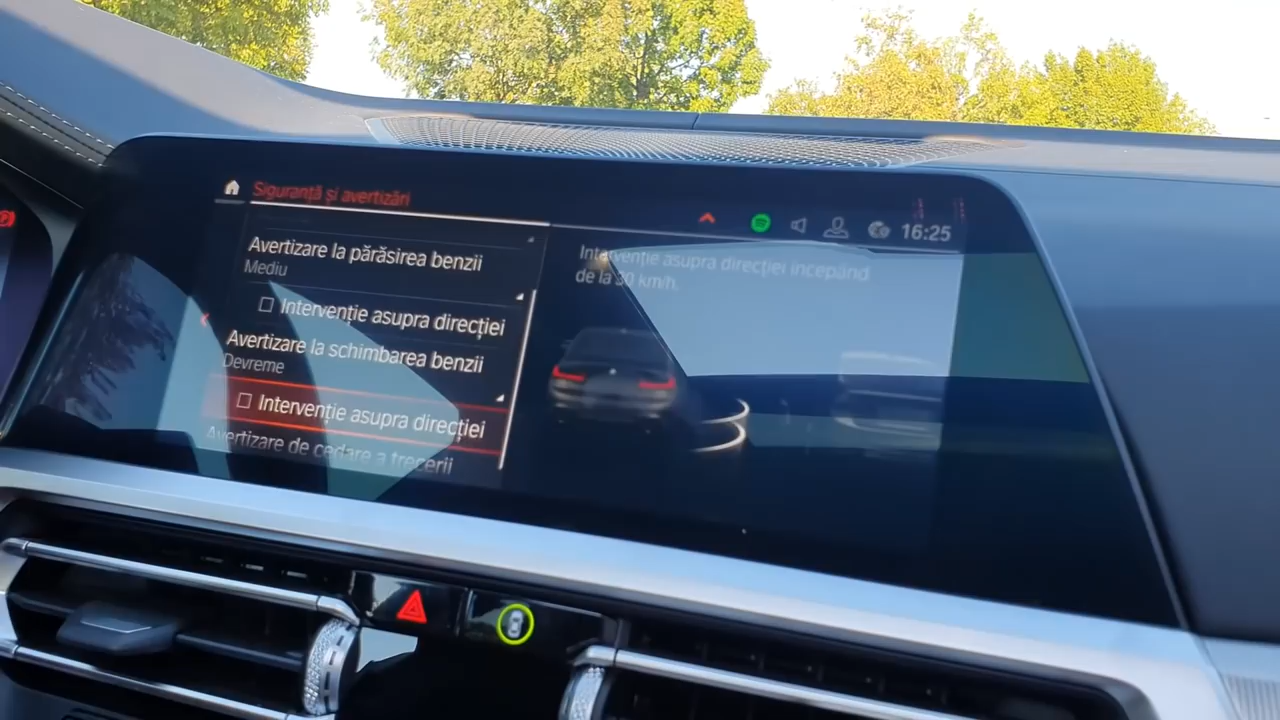 Siguranță și avertizări
16:25
Avertizare la părăsirea benzii
Mediu
Intervenție asupra direcției
Avertizare la schimbarea benzii
Devreme
Intervenție asupra direcției
Avertizare de cedare a trecerii
Intervenție asupra direcției începând
de la 30 km/h.